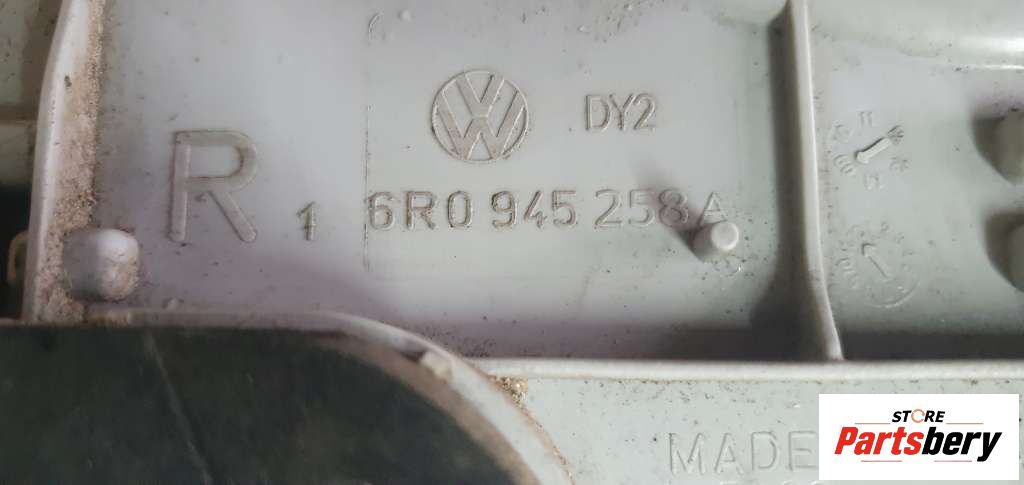 DY2
R 1 6R0 945 258 A
MADE
STORE
Partsbery